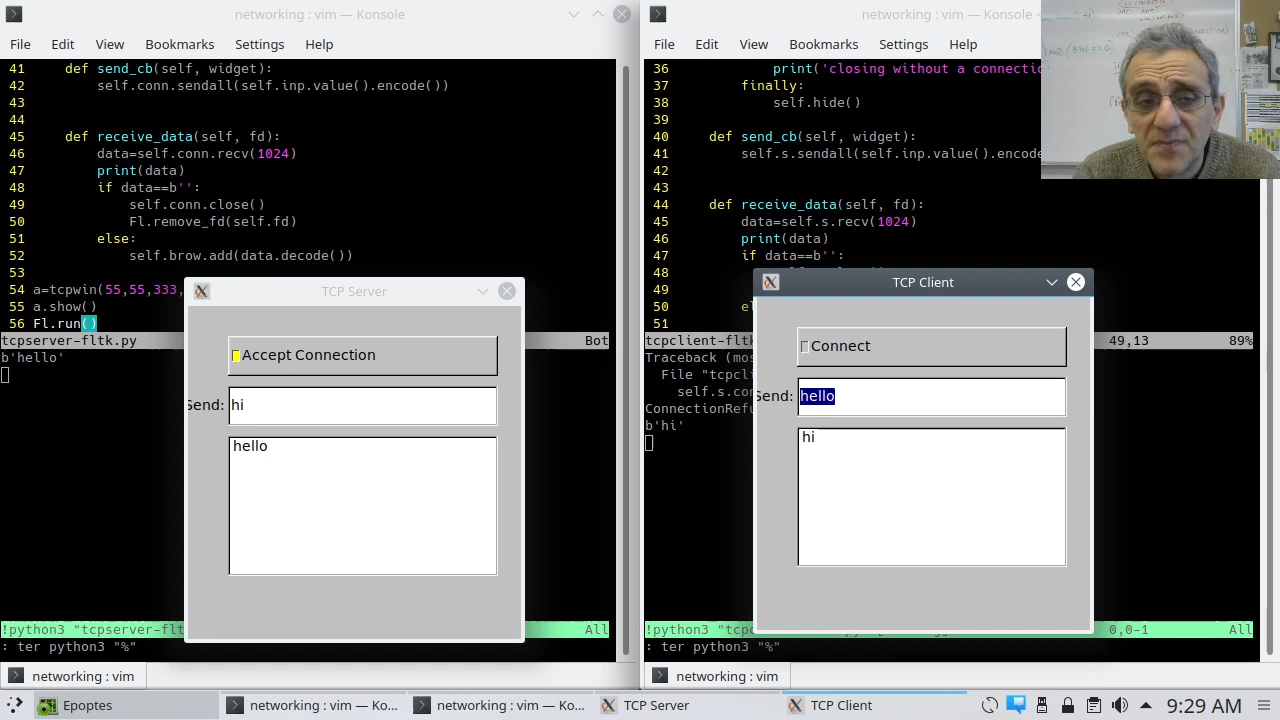 networking : vim — Konsole
File Edit View Bookmarks Settings Help
41     def send_cb(self, widget):
42         self.conn.sendall(self.inp.value().encode())
43
44
45     def receive_data(self, fd):
46         data=self.conn.recv(1024)
47         print(data)
48         if data==b'':
49             self.conn.close()
50             Fl.remove_fd(self.fd)
51         else:
52             self.brow.add(data.decode())
53
54 a=tcpwin(55,55,333,
55 a.show()
56 Fl.run()
tcpserver-fltk.py Bot
b'hello'
TCP Server
Accept Connection
Send: hi
hello
!python3 "tcpserver-flt All
: ter python3 "%"
networking : vim
networking : vim — Konsole
File Edit View Bookmarks Settings Help
36             print('closing without a connectio
37         finally:
38             self.hide()
39
40     def send_cb(self, widget):
41         self.s.sendall(self.inp.value().encode
42
43
44     def receive_data(self, fd):
45         data=self.s.recv(1024)
46         print(data)
47         if data==b'':
48
49
50         el
51
tcpclient-fltk 49,13 89%
Traceback (mos
File "tcpcli
self.s.con
ConnectionRefu
b'hi'
TCP Client
Connect
Send: hello
hi
!python3 "tcpc 0,0-1 All
: ter python3 "%"
networking : vim
Epoptes networking : vim — Ko... networking : vim — Ko... TCP Server TCP Client 9:29 AM